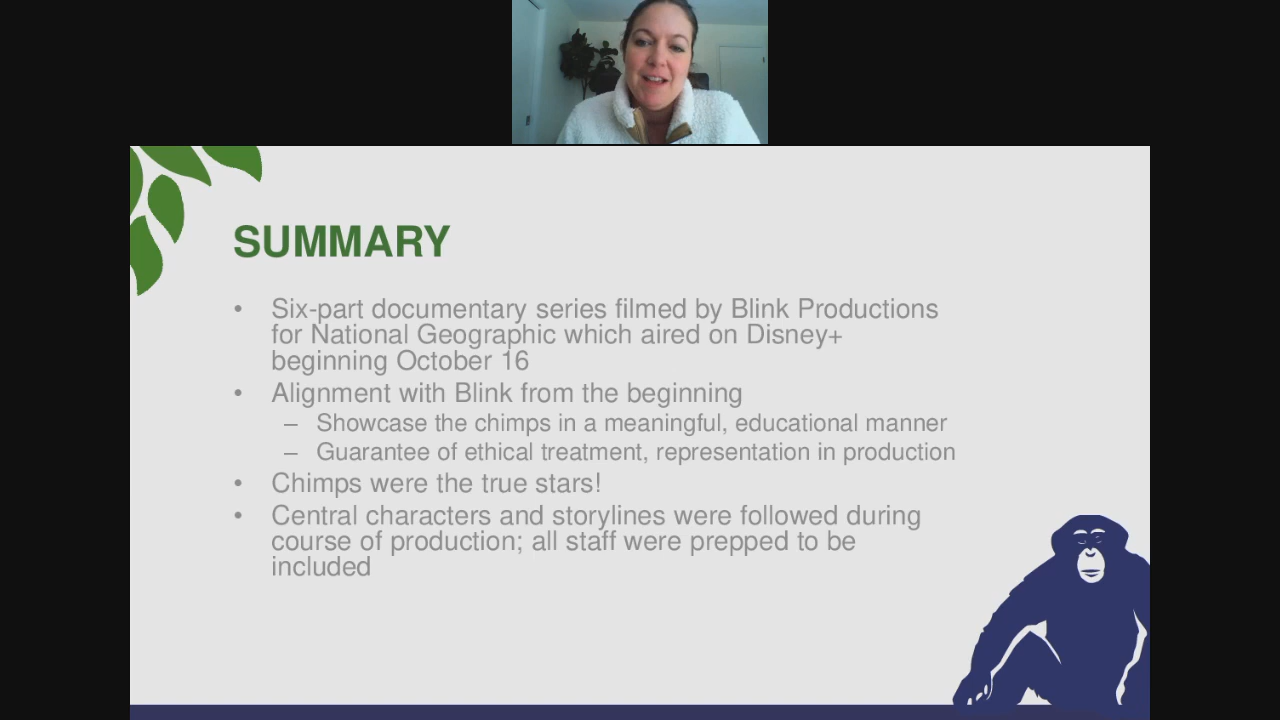 SUMMARY
• Six-part documentary series filmed by Blink Productions
for National Geographic which aired on Disney+
beginning October 16
• Alignment with Blink from the beginning
– Showcase the chimps in a meaningful, educational manner
– Guarantee of ethical treatment, representation in production
• Chimps were the true stars!
• Central characters and storylines were followed during
course of production; all staff were prepped to be
included